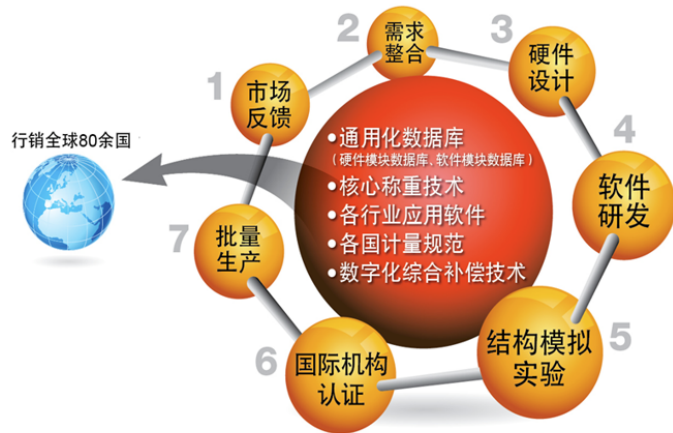 1
市场
反馈
2
需求
整合
3
硬件
设计
4
软件
研发
5
结构模拟
实验
6
国际机构
认证
7
批量
生产
行销全球80余国
•通用化数据库
(硬件模块数据库、软件模块数据库)
•核心称重技术
•各行业应用软件
•各国计量规范
•数字化综合补偿技术